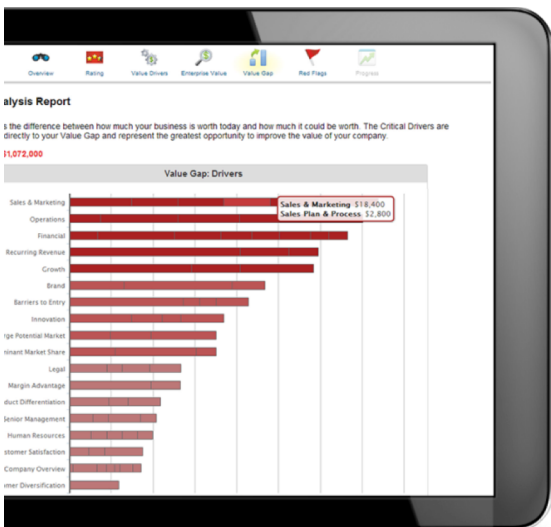 Overview
Rating
Value Drivers
Enterprise Value
Value Gap
Red Flags
Progress
alysis Report
s the difference between how much your business is worth today and how much it could be worth. The Critical Drivers are
directly to your Value Gap and represent the greatest opportunity to improve the value of your company.
$1,072,000
Value Gap: Drivers
Sales & Marketing
Sales & Marketing $18,400
Sales Plan & Process $2,800
Operations
Financial
Recurring Revenue
Growth
Brand
Barriers to Entry
Innovation
rge Potential Market
minant Market Share
Legal
Margin Advantage
duct Differentiation
Senior Management
Human Resources
stomer Satisfaction
Company Overview
omer Diversification